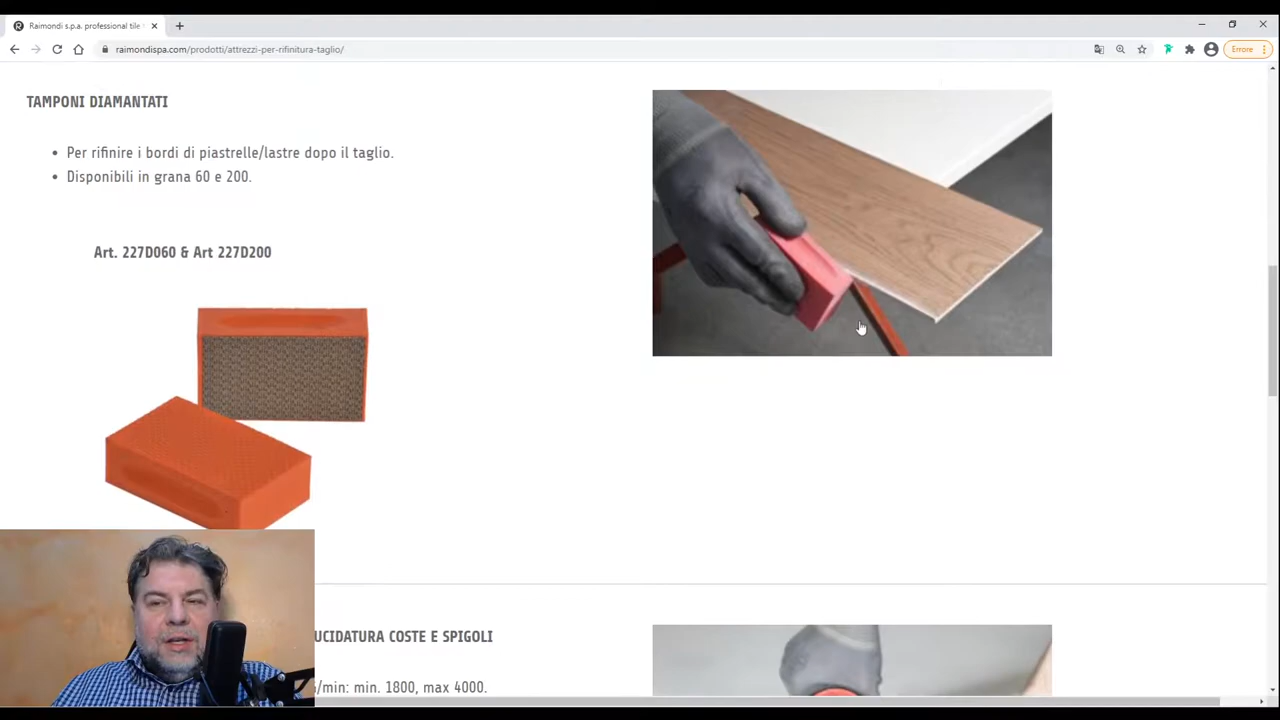 Raimondi s.p.a. professional tile
raimondispa.com/prodotti/attrezzi-per-rifinitura-taglio/
Errore
TAMPONI DIAMANTATI
Per rifinire i bordi di piastrelle/lastre dopo il taglio.
Disponibili in grana 60 e 200.
Art. 227D060 & Art 227D200
UCIDATURA COSTE E SPIGOLI
/min: min. 1800, max 4000.